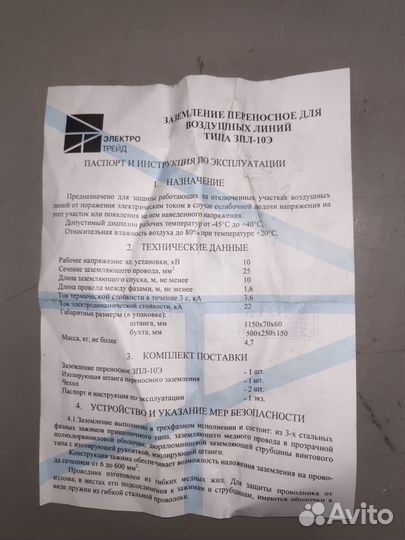 ЭЛЕКТРО
ТРЕЙД
ЗАЗЕМЛЕНИЕ ПЕРЕНОСНОЕ ДЛЯ
ВОЗДУШНЫХ ЛИНИЙ
ТИПА ЗПЛ-10Э
ПАСПОРТ И ИНСТРУКЦИЯ ПО ЭКСПЛУАТАЦИИ
1. НАЗНАЧЕНИЕ
Предназначено для защиты работающих на отключенных участках воздушных
линий от поражения электрическим током в случае ошибочной подачи напряжения на
этот участок или появления на нем наведенного напряжения.
Допустимый диапазон рабочих температур от -45°С до +40°С.
Относительная влажность воздуха до 80% при температуре +20°С.
2. ТЕХНИЧЕСКИЕ ДАННЫЕ
Рабочее напряжение эл. установки, кВ 10
Сечение заземляющего провода, мм² 25
Длина заземляющего спуска, м, не менее 10
Длина провода между фазами, м, не менее 1,6
Ток термической стойкости в течение 3 с, кА 3,6
Ток электродинамической стойкости, кА 22
Габаритные размеры (в упаковке):
штанга, мм 1150х70х60
бухта, мм 500х250х150
Масса, кг, не более 4,7
3. КОМПЛЕКТ ПОСТАВКИ
Заземление переносное ЗПЛ-10Э - 1 шт.
Изолирующая штанга переносного заземления - 1 шт.
Чехол - 2 шт.
Паспорт и инструкция по эксплуатации - 1 экз.
4. УСТРОЙСТВО И УКАЗАНИЕ МЕР БЕЗОПАСНОСТИ
4.1. Заземление выполнено в трехфазном исполнении и состоит: из 3-х стальных
фазных зажимов прищепочного типа, заземляющего медного провода в прозрачной
полихлорвиниловой оболочке, дюралюминиевой заземляющей струбцины винтового
типа с изолирующей рукояткой, изолирующей штанги.
Конструкция зажима обеспечивает возможность наложения заземления на прово-
да сечением от 6 до 600 мм².
Проводник изготовлен из гибких медных жил. Для защиты проводника от
излома, в местах его подсоединения к зажимам и струбцинам, имеются оболочки в
виде пружин из гибкой стальной проволоки.
Avito